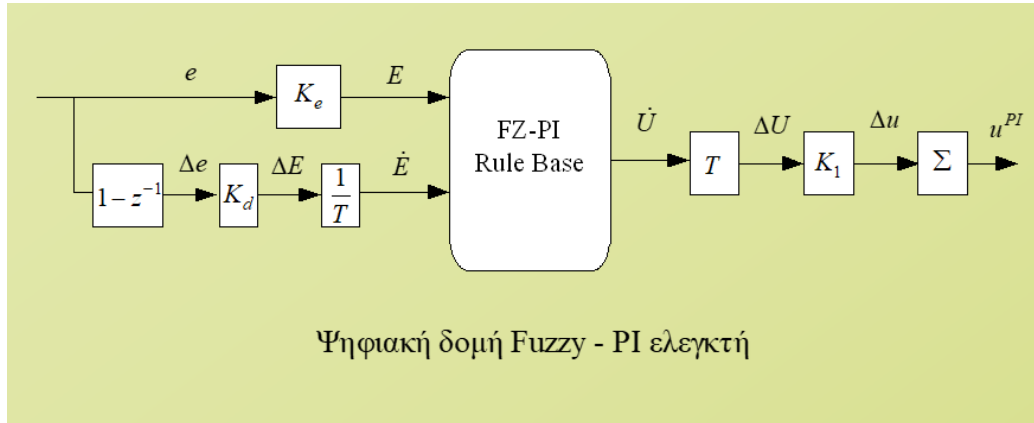 e
K_e
E
1 - z^{-1}
Δe
K_d
ΔE
1/T
Ė
FZ-PI
Rule Base
U̇
T
ΔU
K_1
Δu
Σ
u^{PI}
Ψηφιακή δομή Fuzzy - PI ελεγκτή